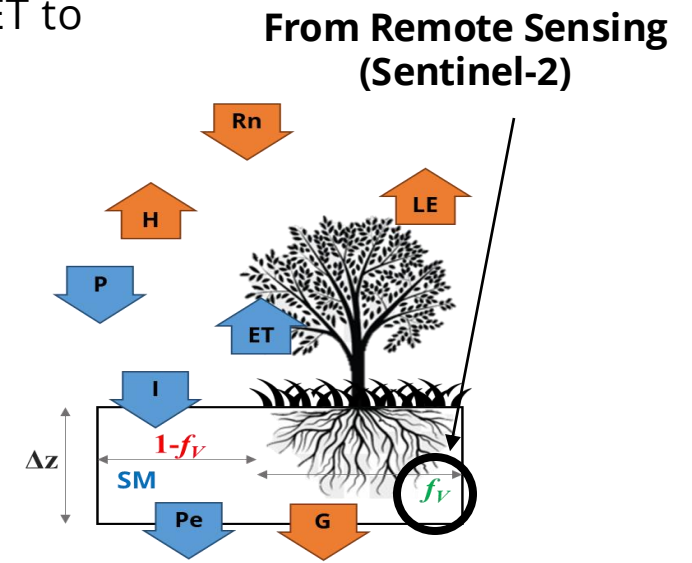 ET to
From Remote Sensing
(Sentinel-2)
Rn
H
LE
P
ET
I
Δz
1-fV
SM
fV
Pe
G